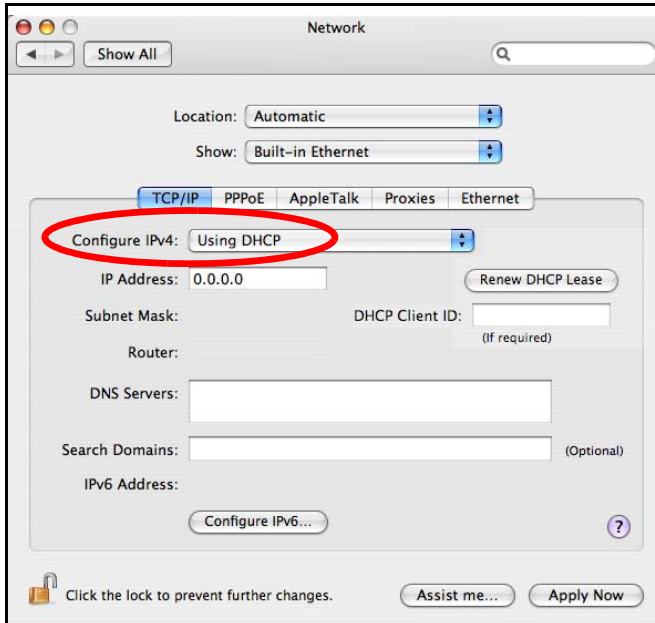 Network
Show All
Location: Automatic
Show: Built-in Ethernet
TCP/IP PPPoE AppleTalk Proxies Ethernet
Configure IPv4: Using DHCP
IP Address: 0.0.0.0 Renew DHCP Lease
Subnet Mask: DHCP Client ID:
(If required)
Router:
DNS Servers:
Search Domains: (Optional)
IPv6 Address:
Configure IPv6...
?
Click the lock to prevent further changes. Assist me... Apply Now